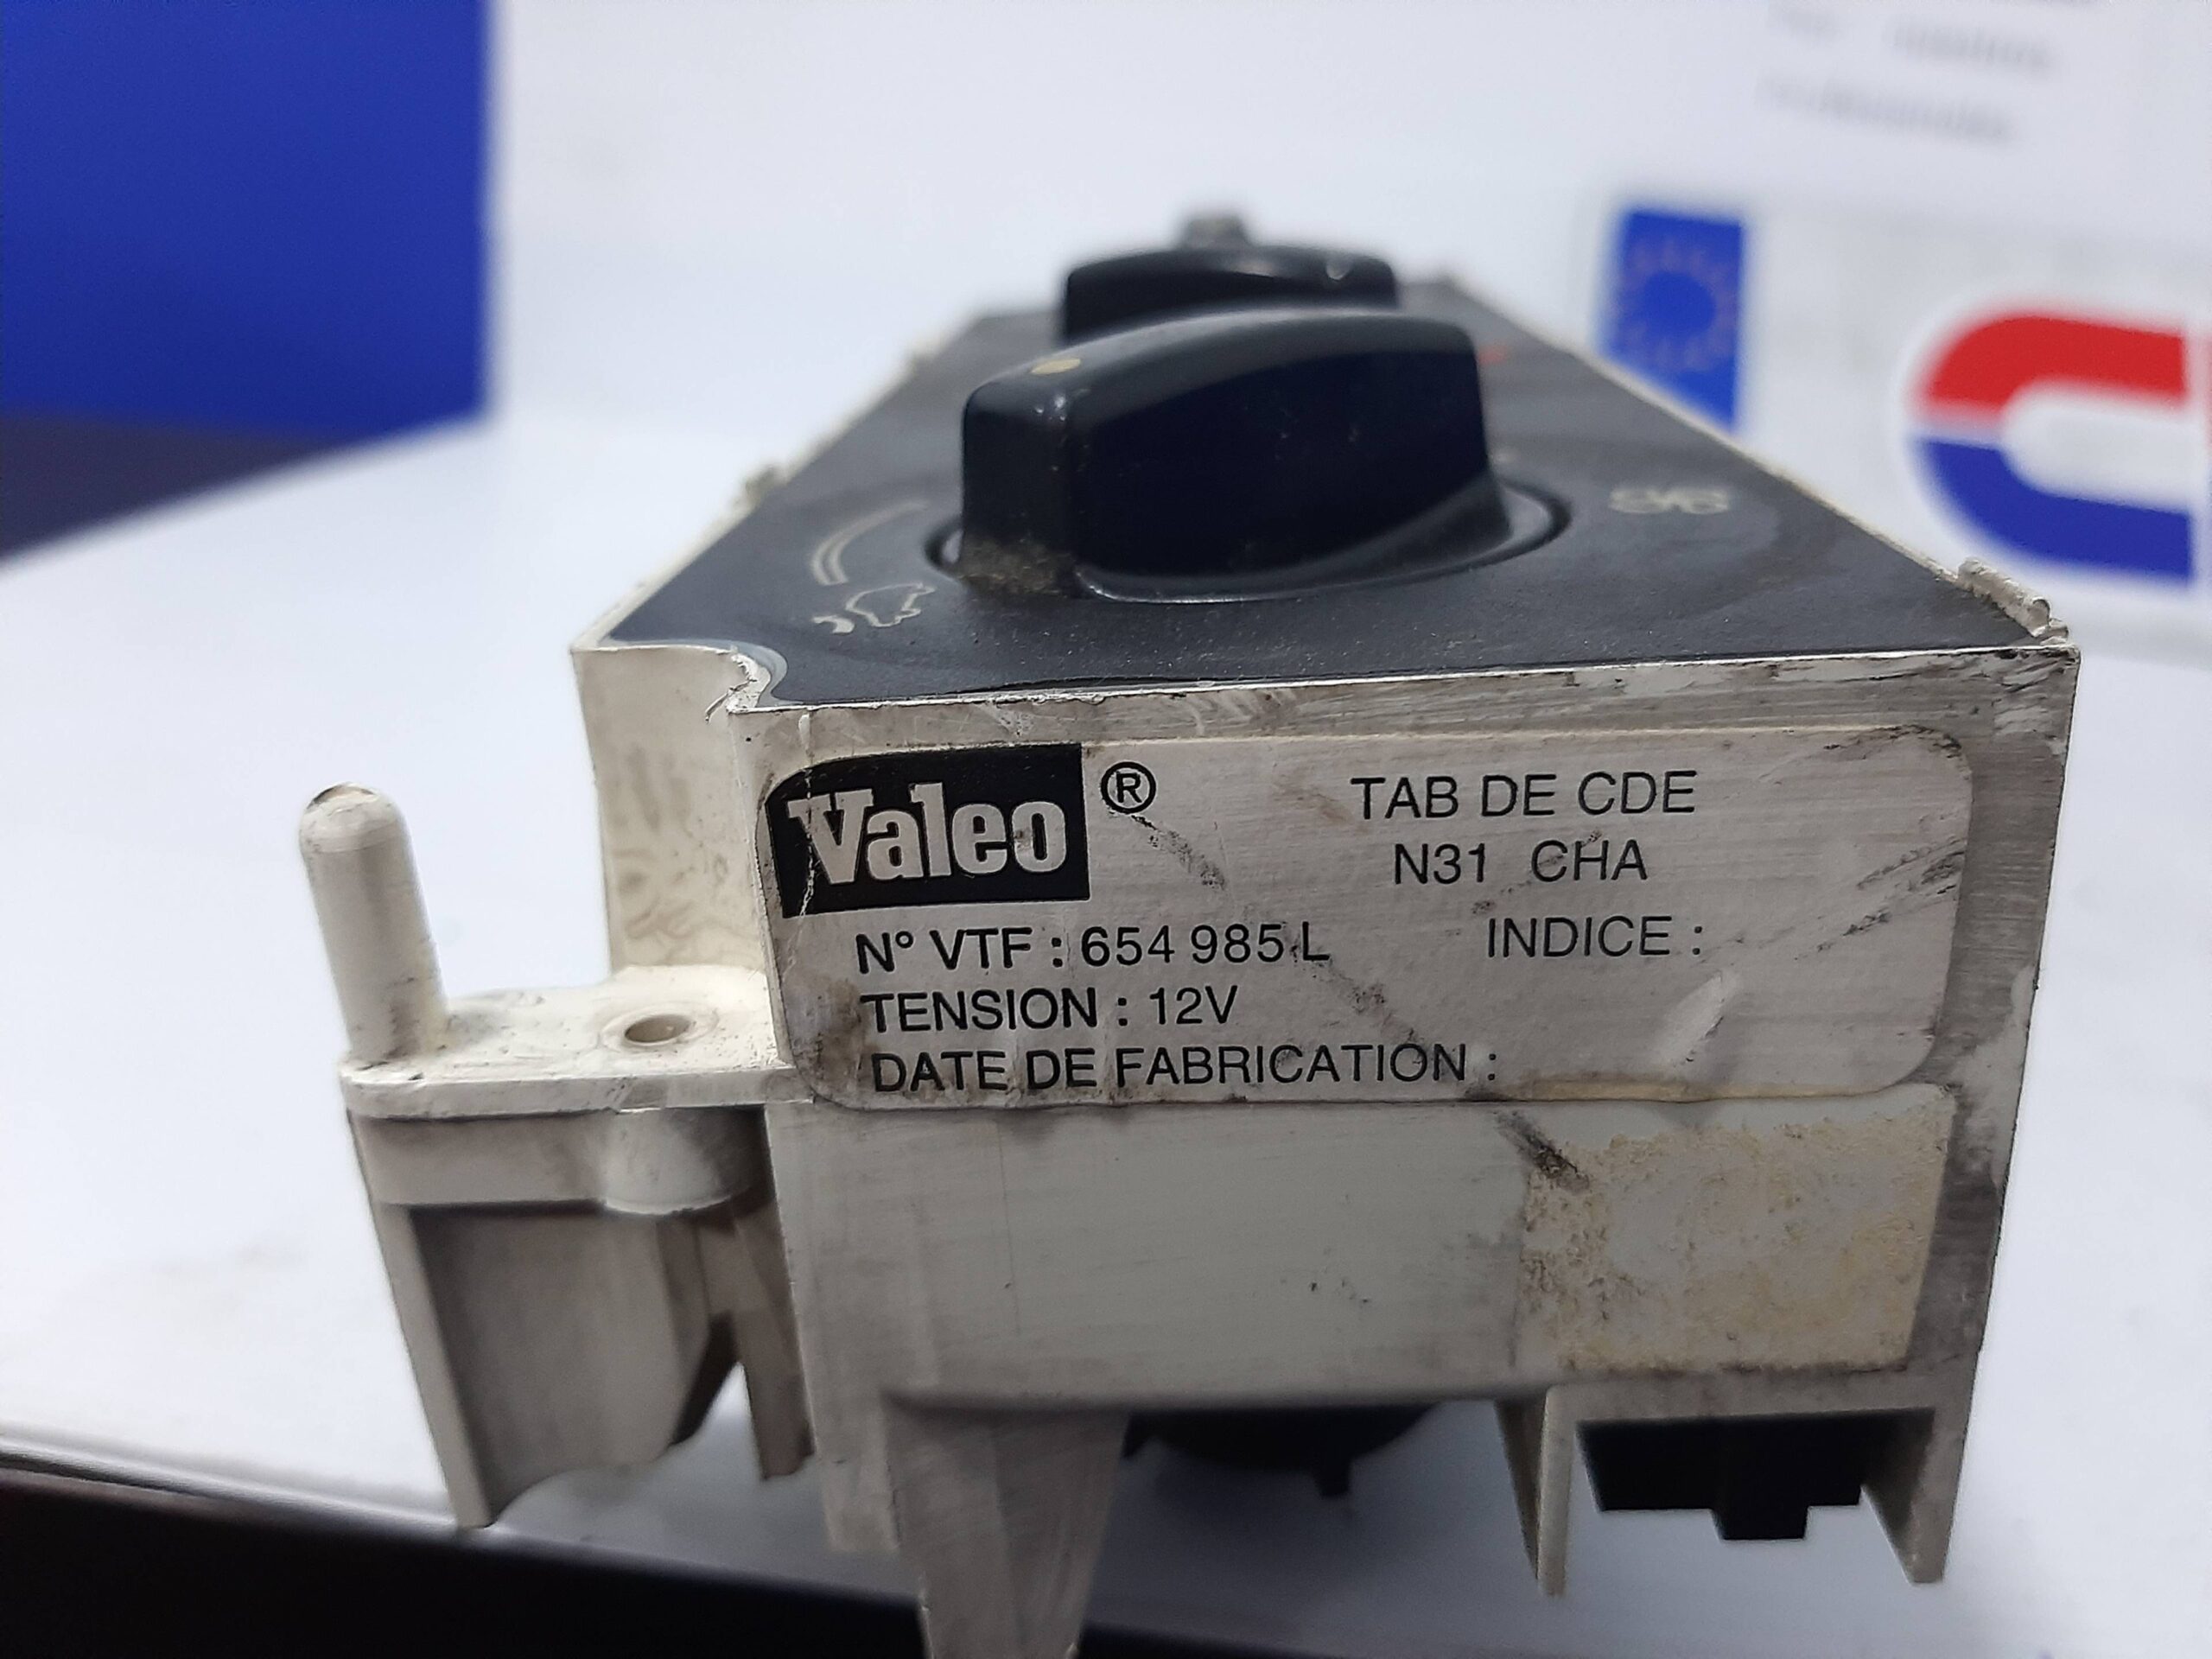 Valeo ®
TAB DE CDE
N31 CHA
N° VTF : 654 985 L
INDICE :
TENSION : 12V
DATE DE FABRICATION :